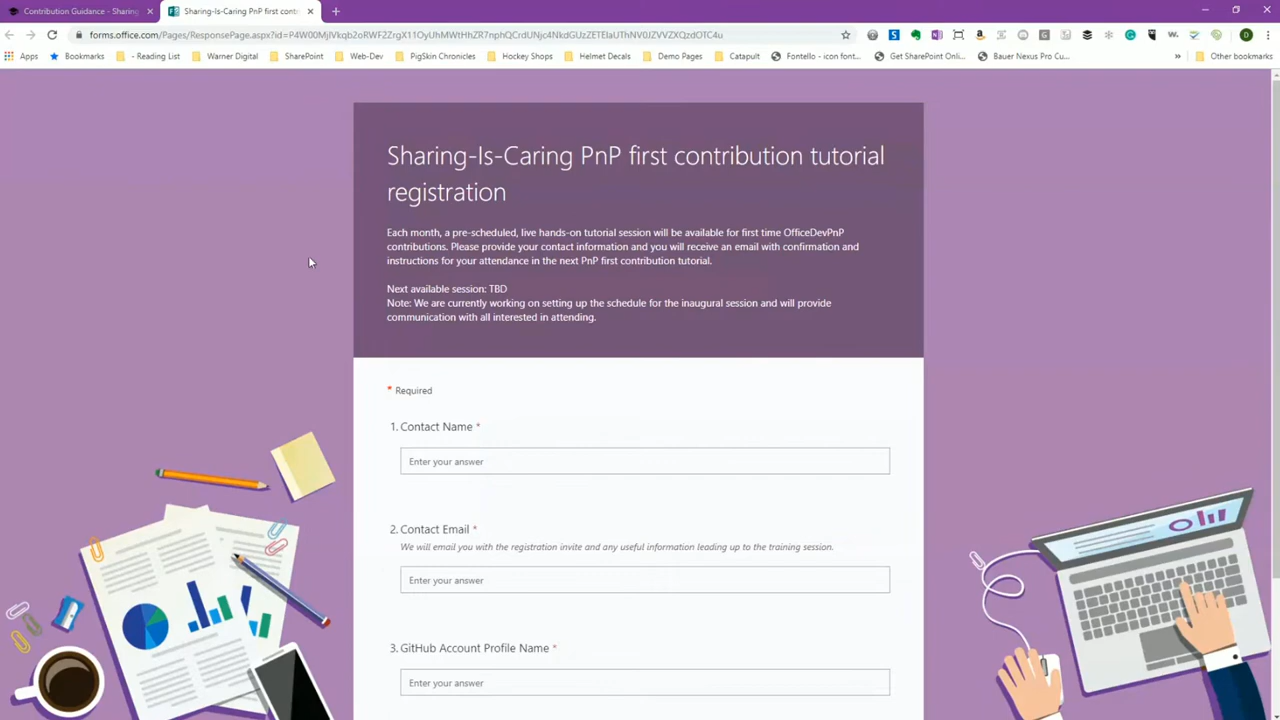 Contribution Guidance - Sharing
Sharing-Is-Caring PnP first cont
forms.office.com/Pages/ResponsePage.aspx
Apps
Bookmarks
- Reading List
Warner Digital
SharePoint
Web-Dev
PigSkin Chronicles
Hockey Shops
Helmet Decals
Demo Pages
Catapult
Fontello - icon font...
Get SharePoint Onli...
Bauer Nexus Pro Cu...
»
Other bookmarks
Sharing-Is-Caring PnP first contribution tutorial
registration
Each month, a pre-scheduled, live hands-on tutorial session will be available for first time OfficeDevPnP
contributions. Please provide your contact information and you will receive an email with confirmation and
instructions for your attendance in the next PnP first contribution tutorial.
Next available session: TBD
Note: We are currently working on setting up the schedule for the inaugural session and will provide
communication with all interested in attending.
* Required
1. Contact Name *
Enter your answer
2. Contact Email *
We will email you with the registration invite and any useful information leading up to the training session.
Enter your answer
3. GitHub Account Profile Name *
Enter your answer